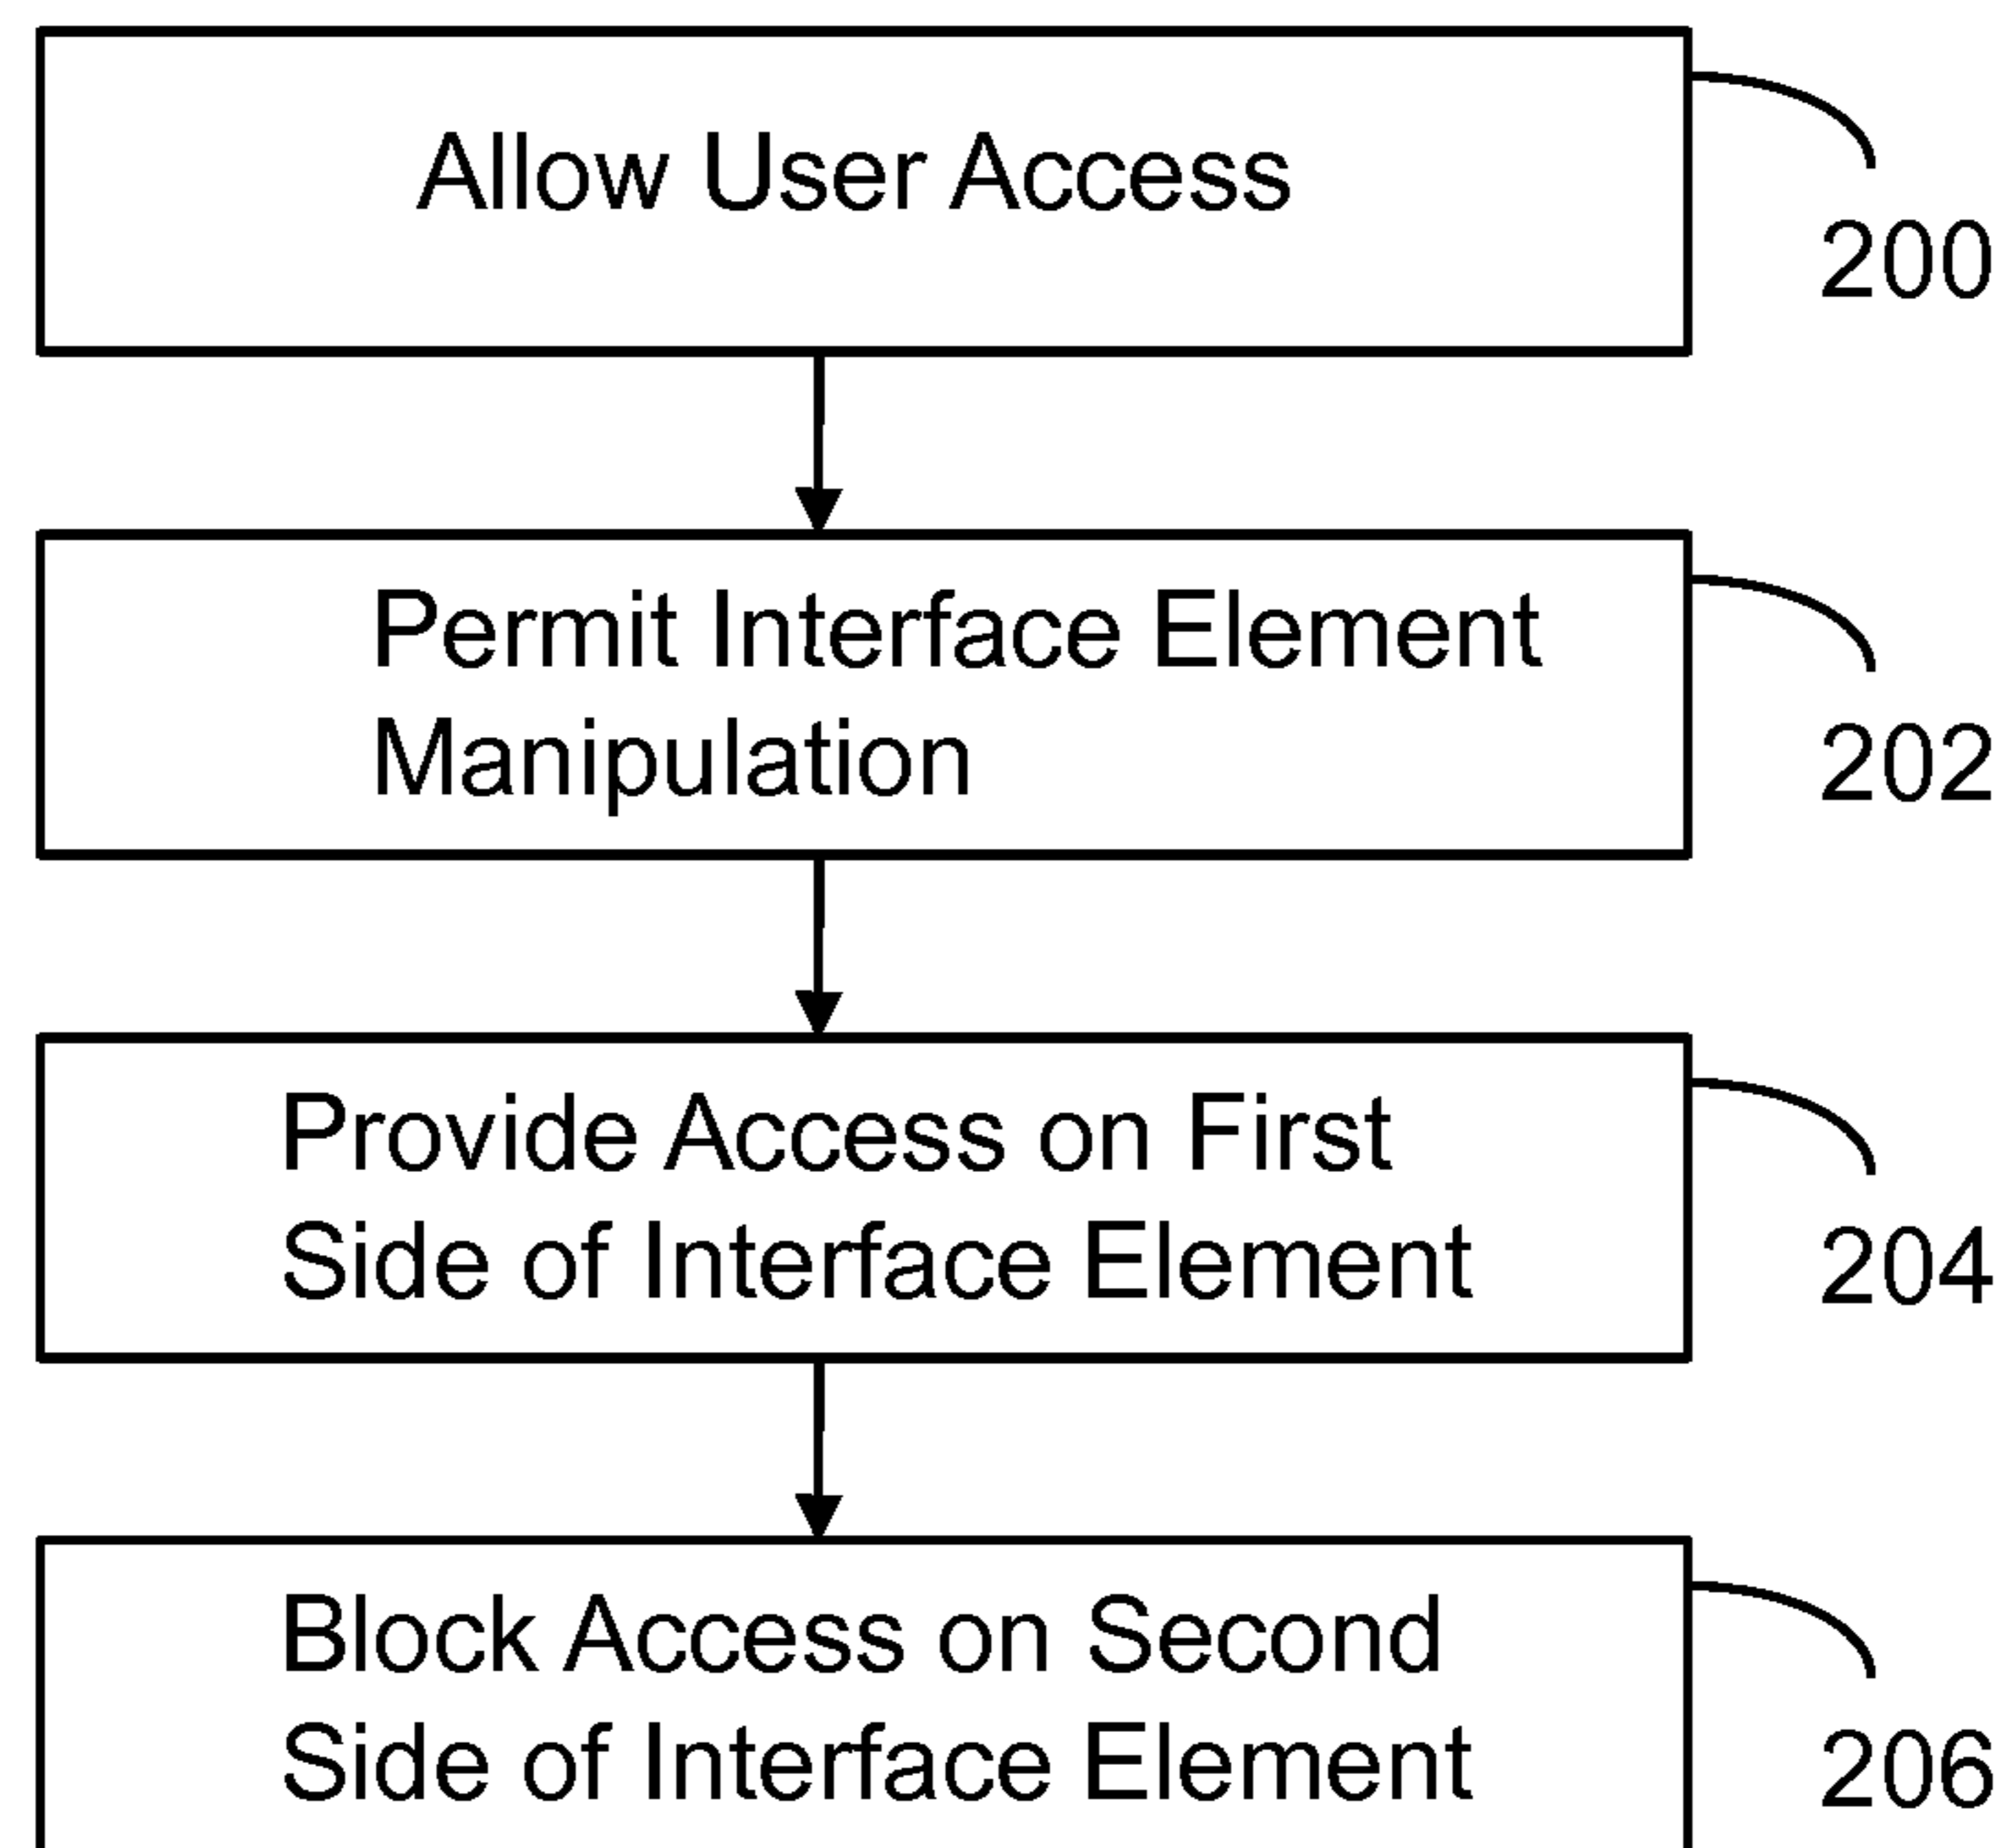 Allow User Access
200
Permit Interface Element
Manipulation
202
Provide Access on First
Side of Interface Element
204
Block Access on Second
Side of Interface Element
206